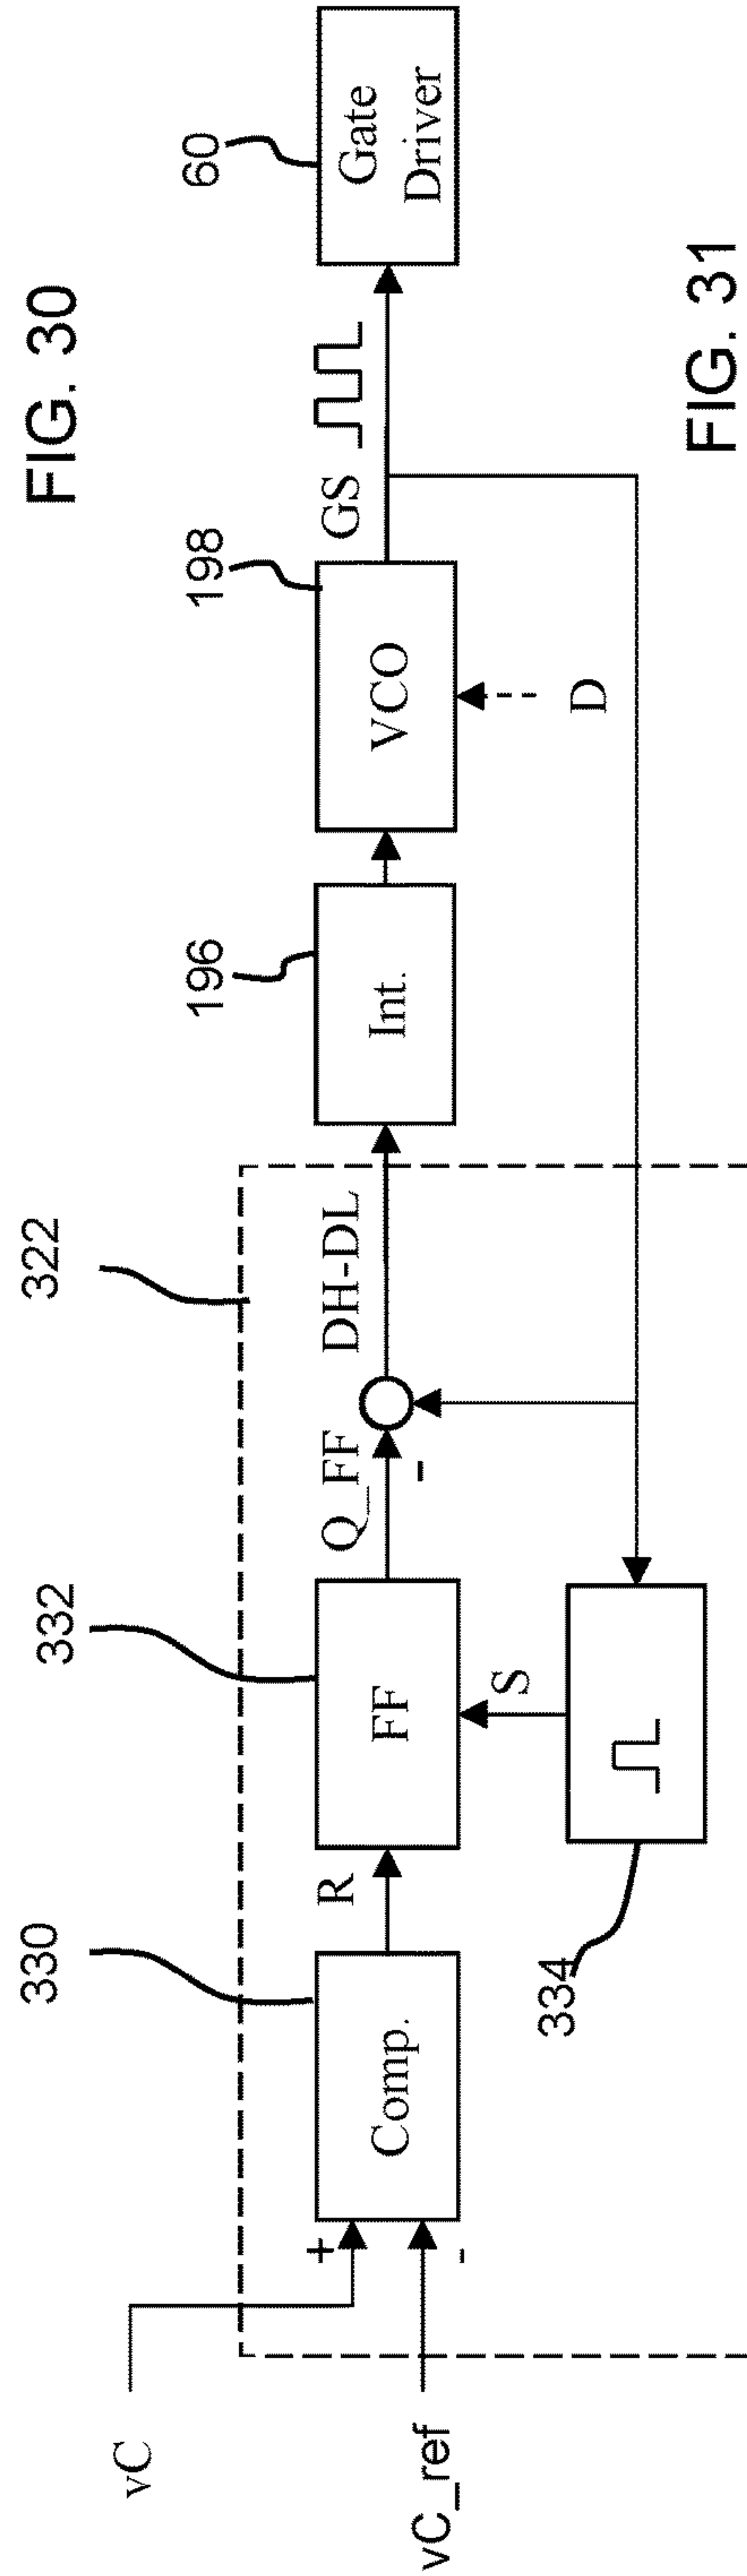 FIG. 30
322
332
330
196
198
60
vC
vC_ref
+
-
Comp.
R
FF
S
Q_FF
-
DH-DL
Int.
VCO
D
GS
Gate
Driver
334
FIG. 31